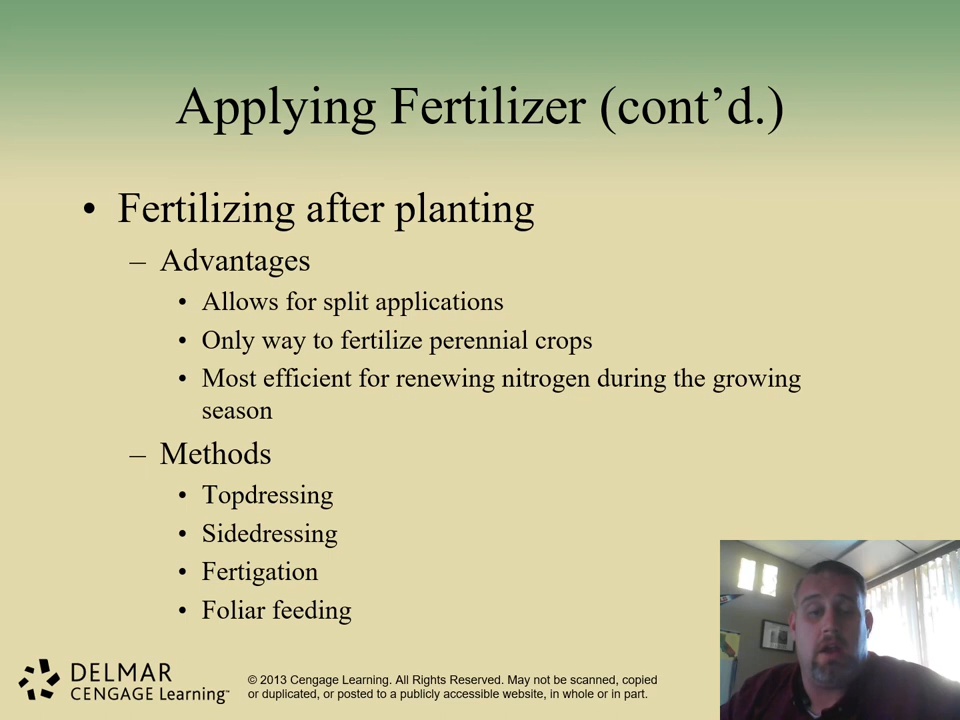 Applying Fertilizer (cont’d.)
• Fertilizing after planting
– Advantages
• Allows for split applications
• Only way to fertilize perennial crops
• Most efficient for renewing nitrogen during the growing
season
– Methods
• Topdressing
• Sidedressing
• Fertigation
• Foliar feeding
DELMAR
CENGAGE Learning™
© 2013 Cengage Learning. All Rights Reserved. May not be scanned, copied
or duplicated, or posted to a publicly accessible website, in whole or in part.